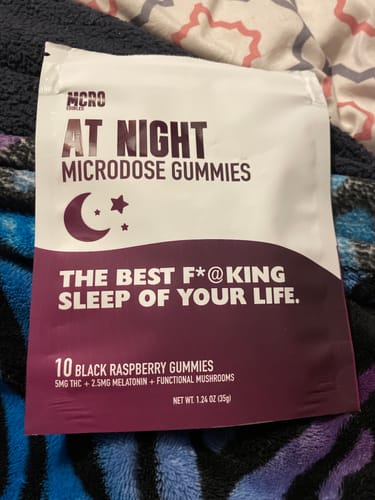 MCRO
EDIBLES
AT NIGHT
MICRODOSE GUMMIES
THE BEST F*@KING
SLEEP OF YOUR LIFE.
10 BLACK RASPBERRY GUMMIES
5MG THC + 2.5MG MELATONIN + FUNCTIONAL MUSHROOMS
NET WT. 1.24 OZ (35g)